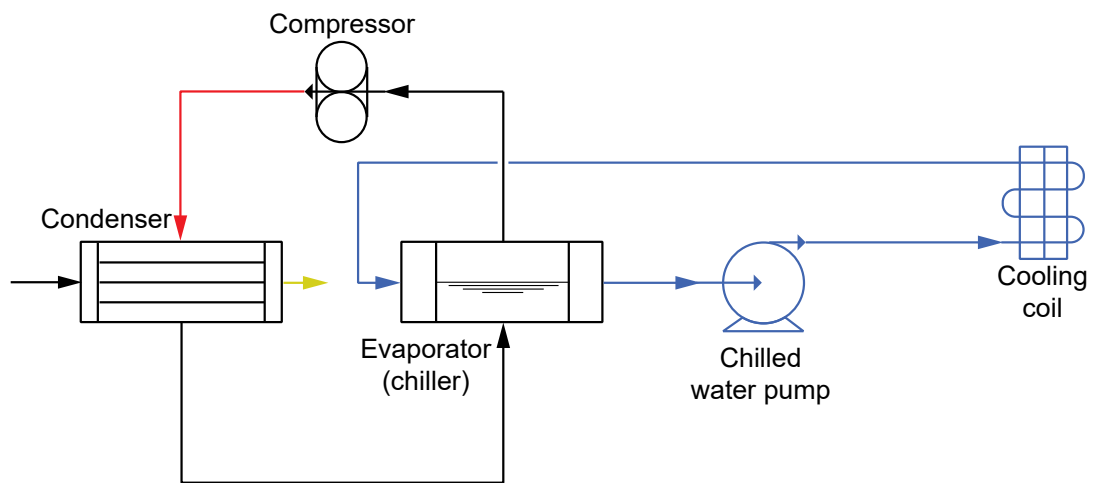 Compressor
Condenser
Evaporator
(chiller)
Chilled
water pump
Cooling
coil